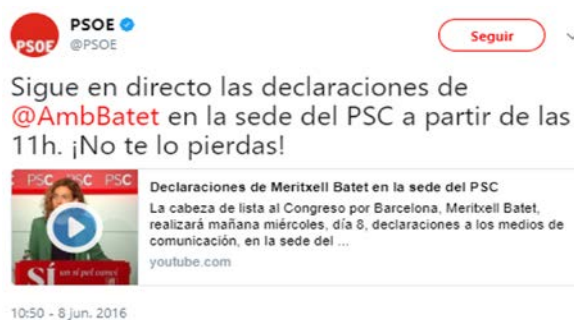 PSOE
PSOE
@PSOE
Seguir
Sigue en directo las declaraciones de
@AmbBatet en la sede del PSC a partir de las
11h. ¡No te lo pierdas!
PSC PSC PSC
Declaraciones de Meritxell Batet en la sede del PSC
La cabeza de lista al Congreso por Barcelona, Meritxell Batet,
realizará mañana miércoles, día 8, declaraciones a los medios de
comunicación, en la sede del ...
youtube.com
SÍ
10:50 - 8 jun. 2016